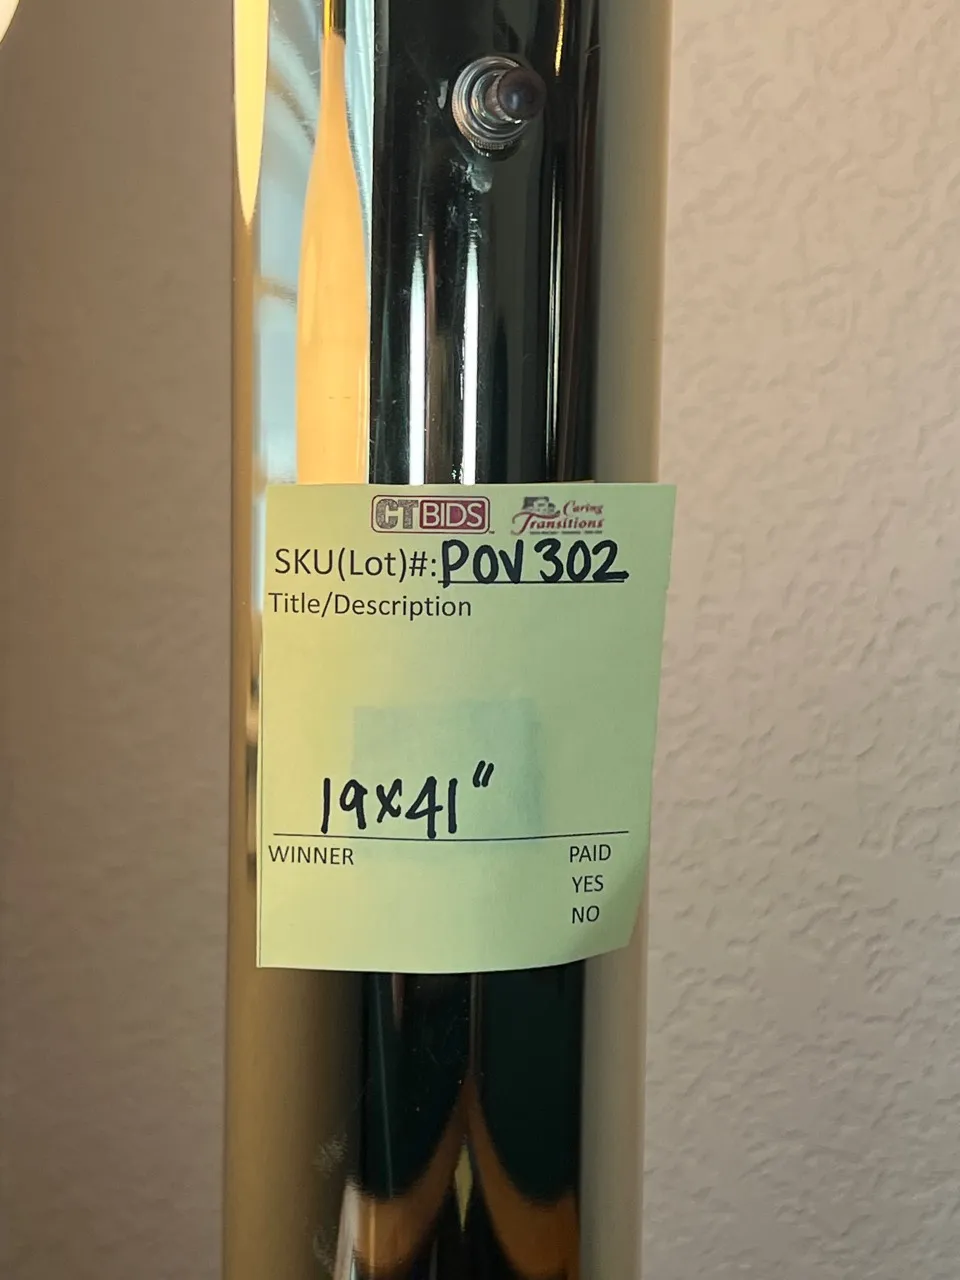 CTBIDS
Caring
Transitions
SKU(Lot)#: POV302
Title/Description
19x41"
WINNER PAID
YES
NO